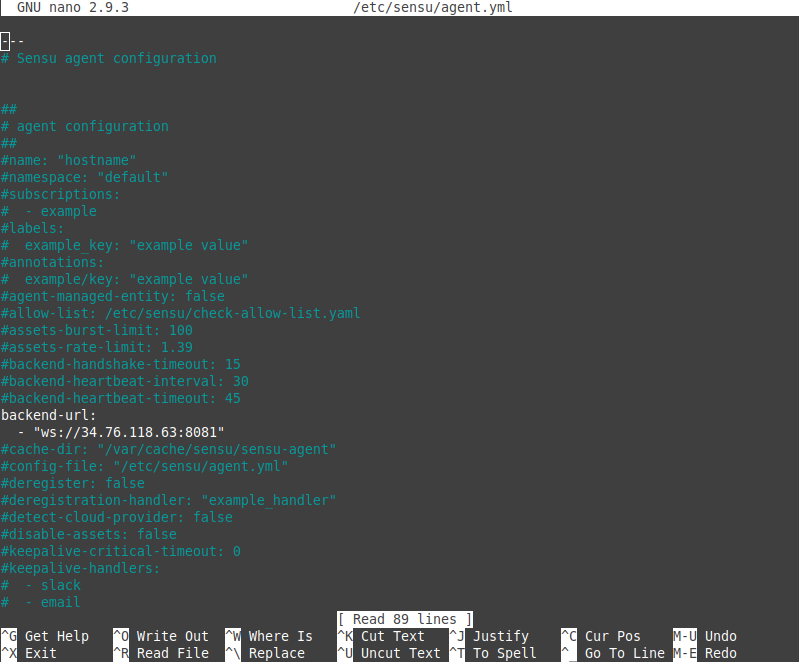 GNU nano 2.9.3 /etc/sensu/agent.yml
---
# Sensu agent configuration
##
# agent configuration
##
#name: "hostname"
#namespace: "default"
#subscriptions:
#  - example
#labels:
#  example_key: "example value"
#annotations:
#  example/key: "example value"
#agent-managed-entity: false
#allow-list: /etc/sensu/check-allow-list.yaml
#assets-burst-limit: 100
#assets-rate-limit: 1.39
#backend-handshake-timeout: 15
#backend-heartbeat-interval: 30
#backend-heartbeat-timeout: 45
backend-url:
  - "ws://34.76.118.63:8081"
#cache-dir: "/var/cache/sensu/sensu-agent"
#config-file: "/etc/sensu/agent.yml"
#deregister: false
#deregistration-handler: "example_handler"
#detect-cloud-provider: false
#disable-assets: false
#keepalive-critical-timeout: 0
#keepalive-handlers:
#  - slack
#  - email
[ Read 89 lines ]
^G Get Help ^O Write Out ^W Where Is ^K Cut Text ^J Justify ^C Cur Pos M-U Undo
^X Exit ^R Read File ^\ Replace ^U Uncut Text ^T To Spell ^_ Go To Line M-E Redo